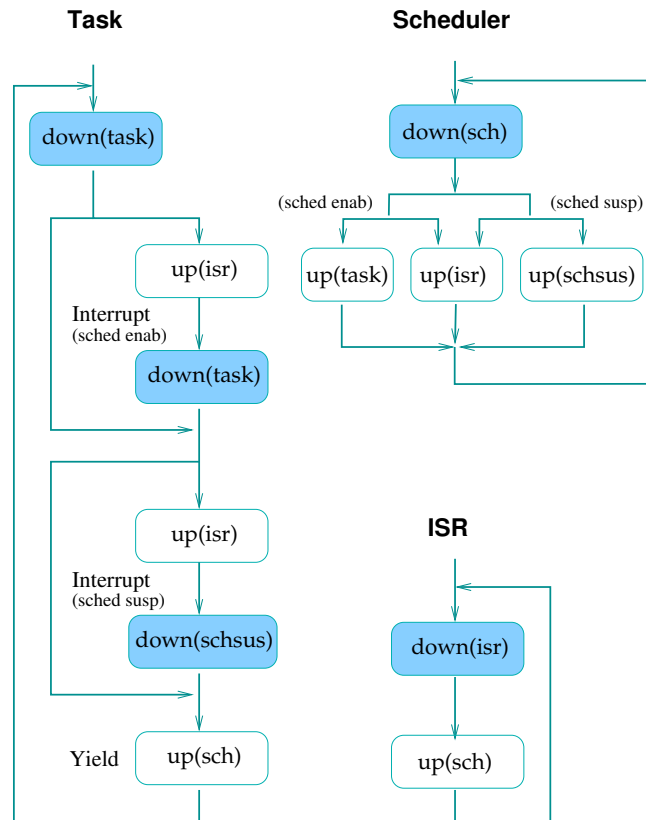 Task
down(task)
up(isr)
Interrupt
(sched enab)
down(task)
up(isr)
Interrupt
(sched susp)
down(schsus)
Yield
up(sch)
Scheduler
down(sch)
(sched enab)
(sched susp)
up(task)
up(isr)
up(schsus)
ISR
down(isr)
up(sch)